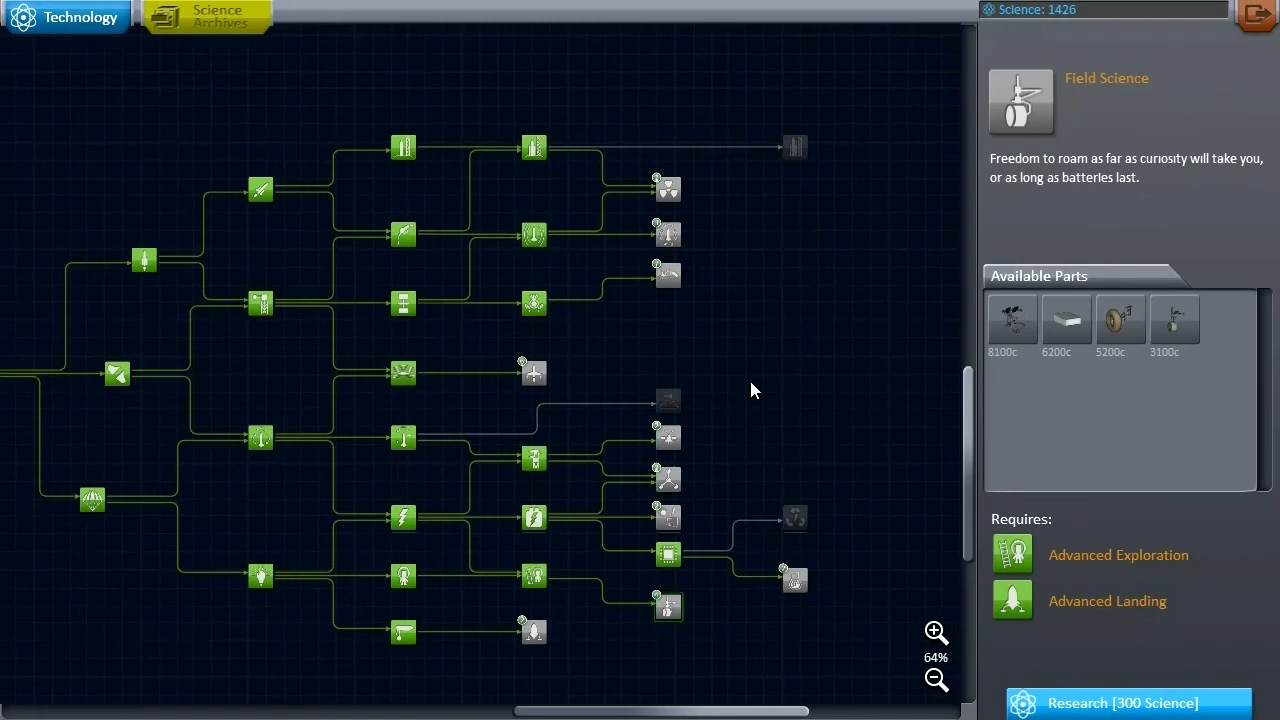 Technology
Science
Archives
Science: 1426
Field Science
Freedom to roam as far as curiosity will take you,
or as long as batteries last.
Available Parts
8100c 6200c 5200c 3100c
Requires:
Advanced Exploration
Advanced Landing
64%
Research [300 Science]